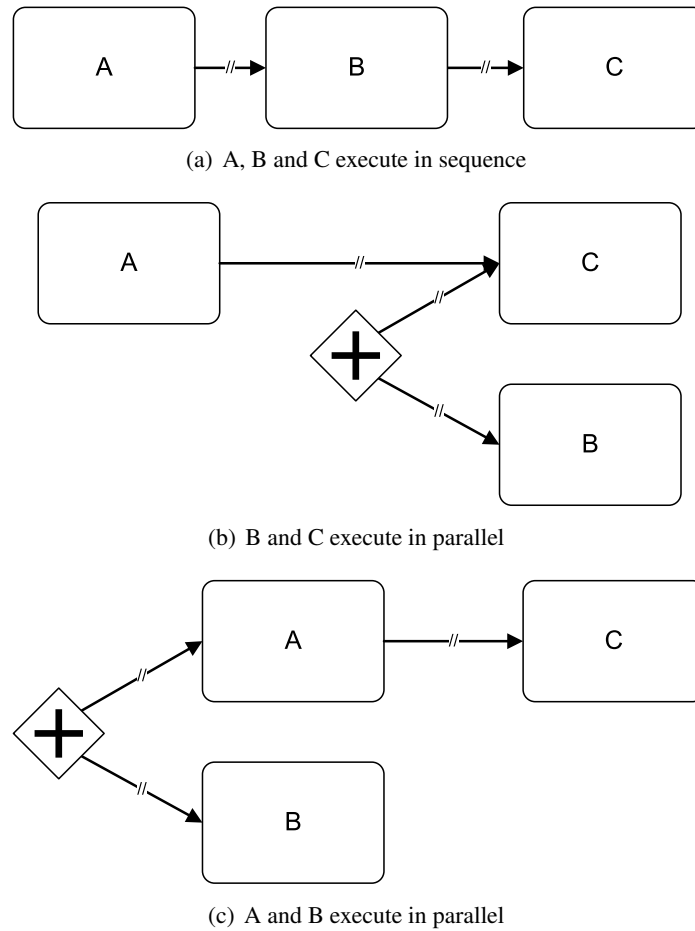 A
B
C
(a) A, B and C execute in sequence
A
C
B
(b) B and C execute in parallel
A
C
B
(c) A and B execute in parallel